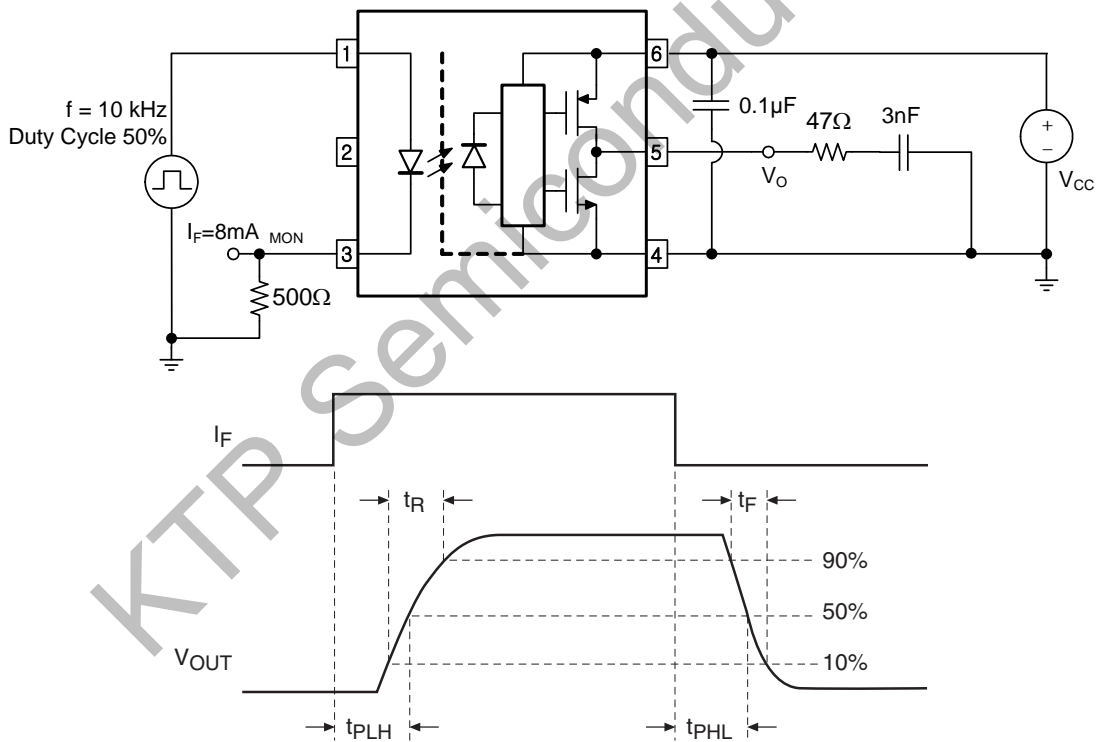 KTP Semicondu
1
6
f = 10 kHz
Duty Cycle 50%
0.1µF
47Ω
3nF
+
−
2
5
VO
VCC
IF=8mA MON
3
4
500Ω
IF
tR
tF
90%
50%
VOUT
10%
tPLH
tPHL